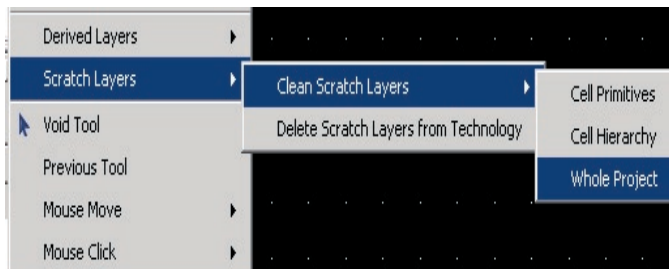 Derived Layers
Scratch Layers
Void Tool
Previous Tool
Mouse Move
Mouse Click
Clean Scratch Layers
Delete Scratch Layers from Technology
Cell Primitives
Cell Hierarchy
Whole Project